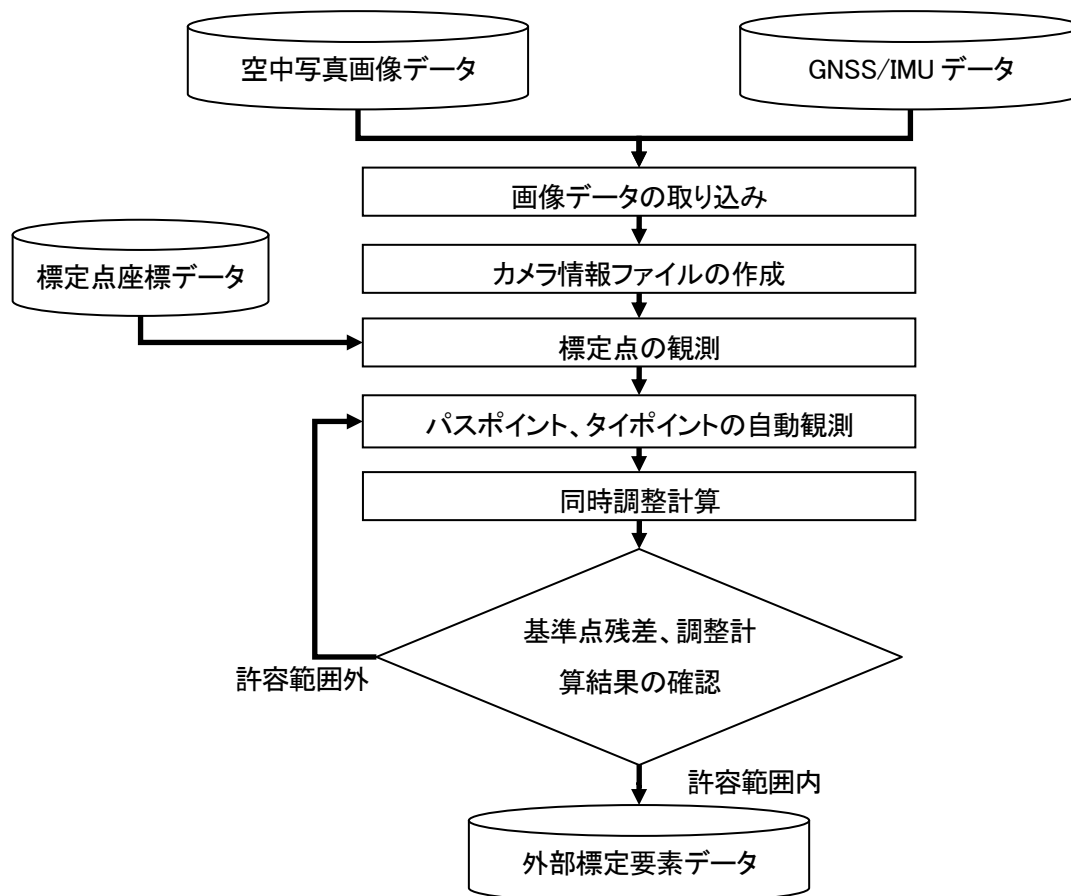 空中写真画像データ
GNSS/IMU データ
画像データの取り込み
カメラ情報ファイルの作成
標定点座標データ
標定点の観測
パスポイント、タイポイントの自動観測
同時調整計算
基準点残差、調整計
算結果の確認
許容範囲外
許容範囲内
外部標定要素データ